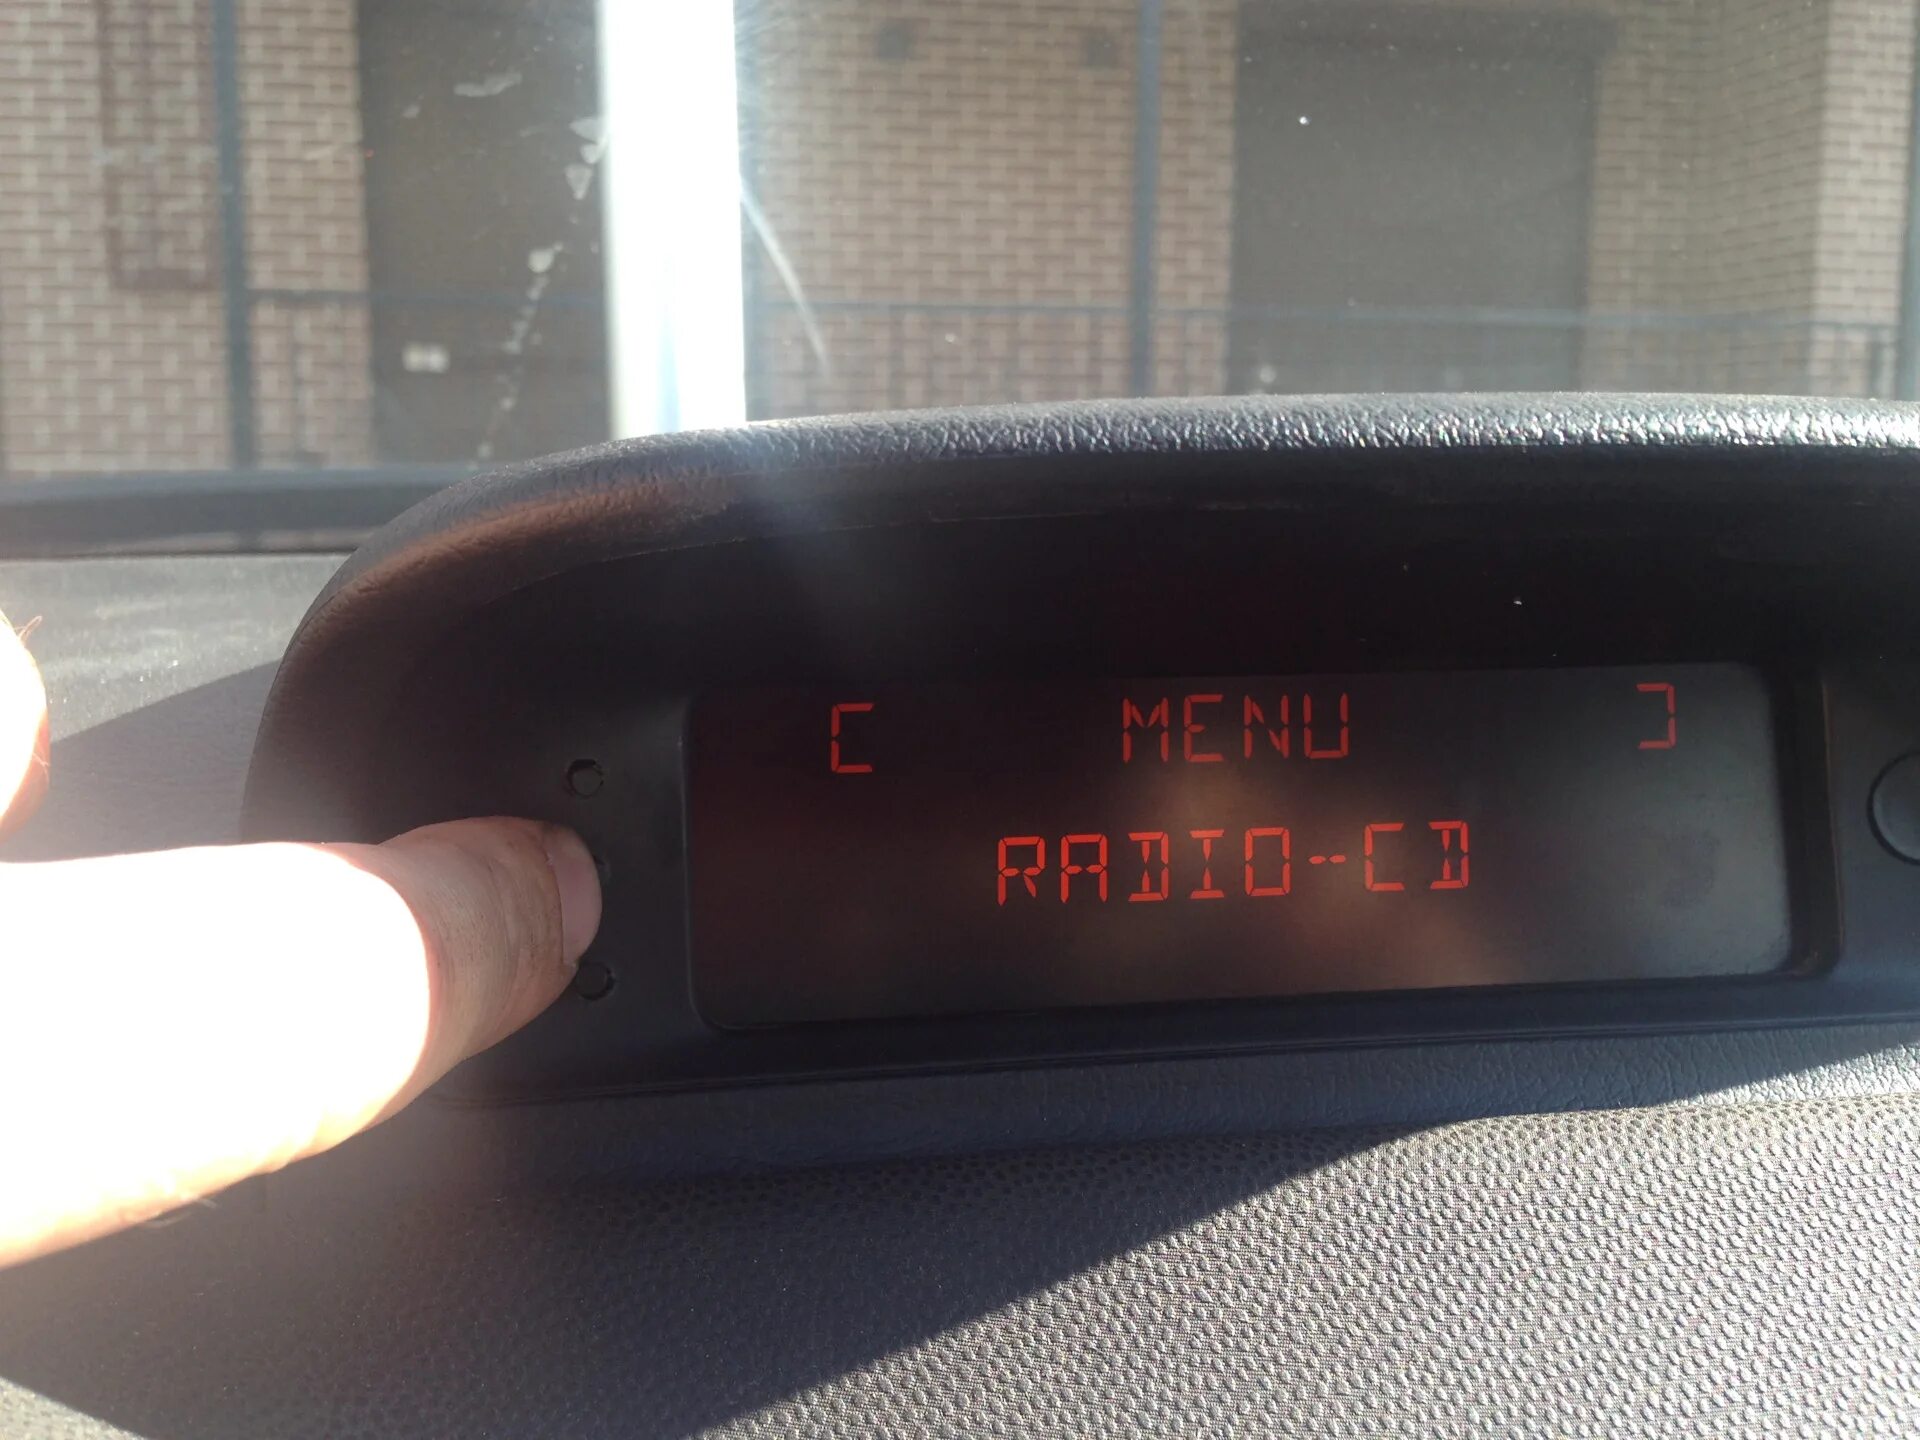 [ MENU ]
RADIO-CD